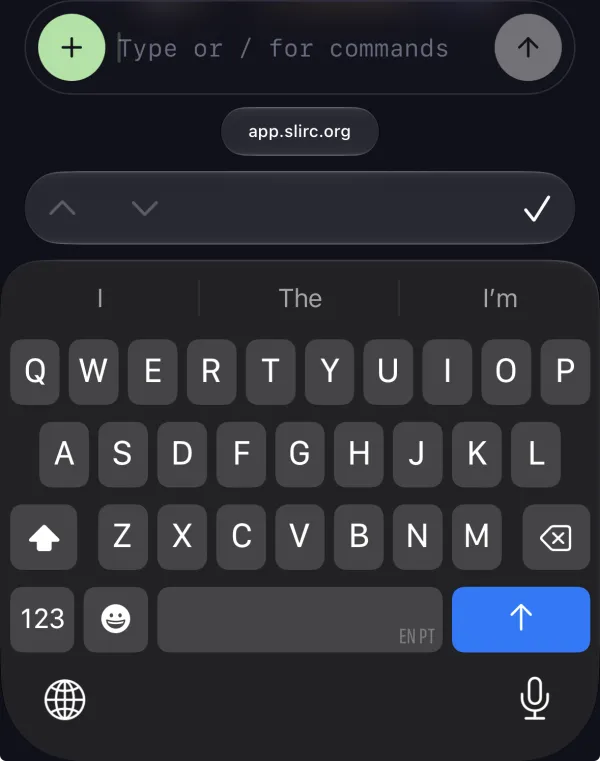 Type or / for commands
app.slirc.org
I The I’m
Q W E R T Y U I O P
A S D F G H J K L
Z X C V B N M
123
EN PT